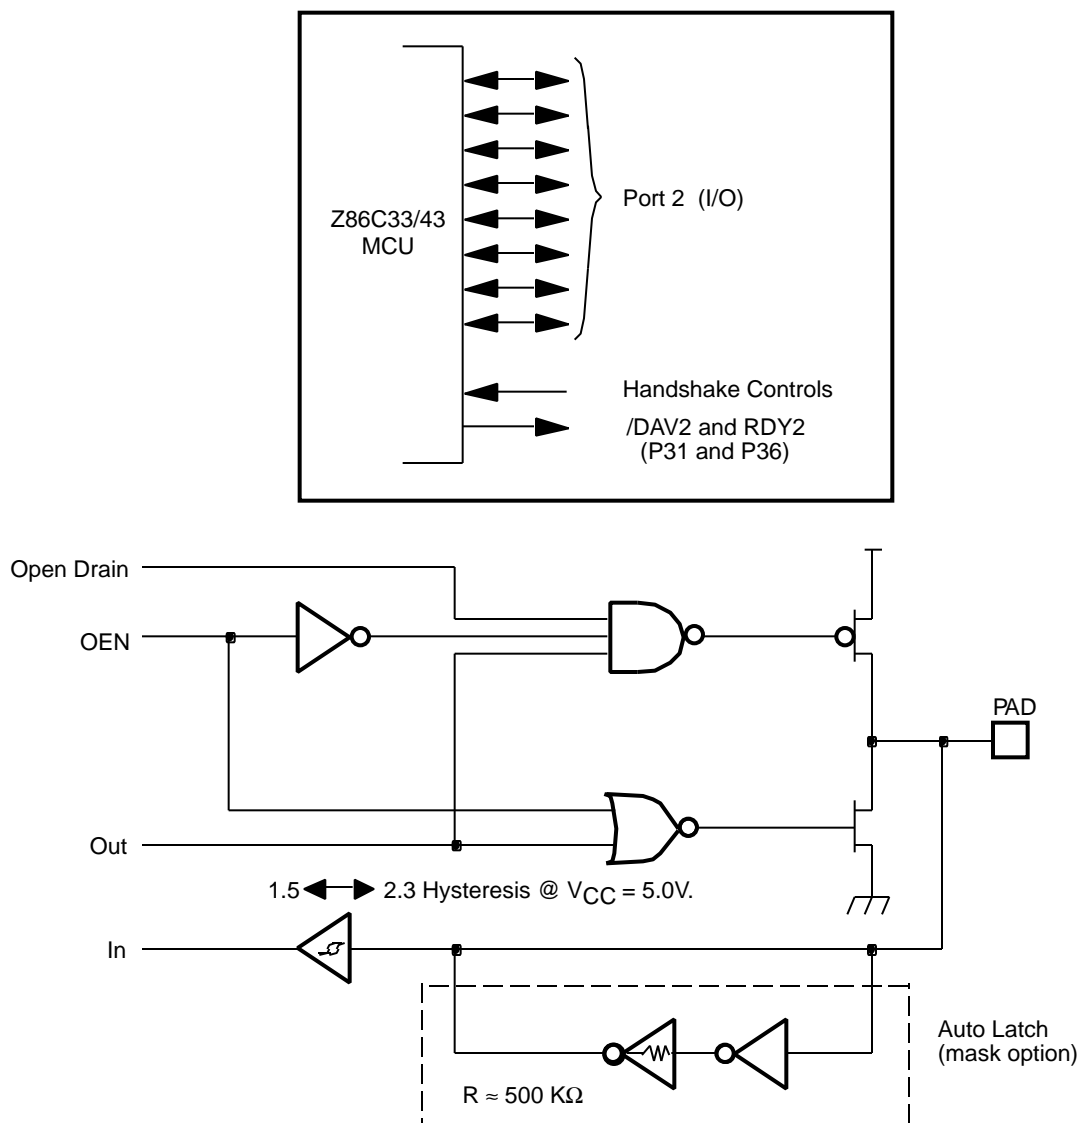 Z86C33/43
MCU
Port 2 (I/O)
Handshake Controls
/DAV2 and RDY2
(P31 and P36)
Open Drain
OEN
PAD
Out
1.5 2.3 Hysteresis @ VCC = 5.0V.
In
Auto Latch
(mask option)
R ≈ 500 KΩ